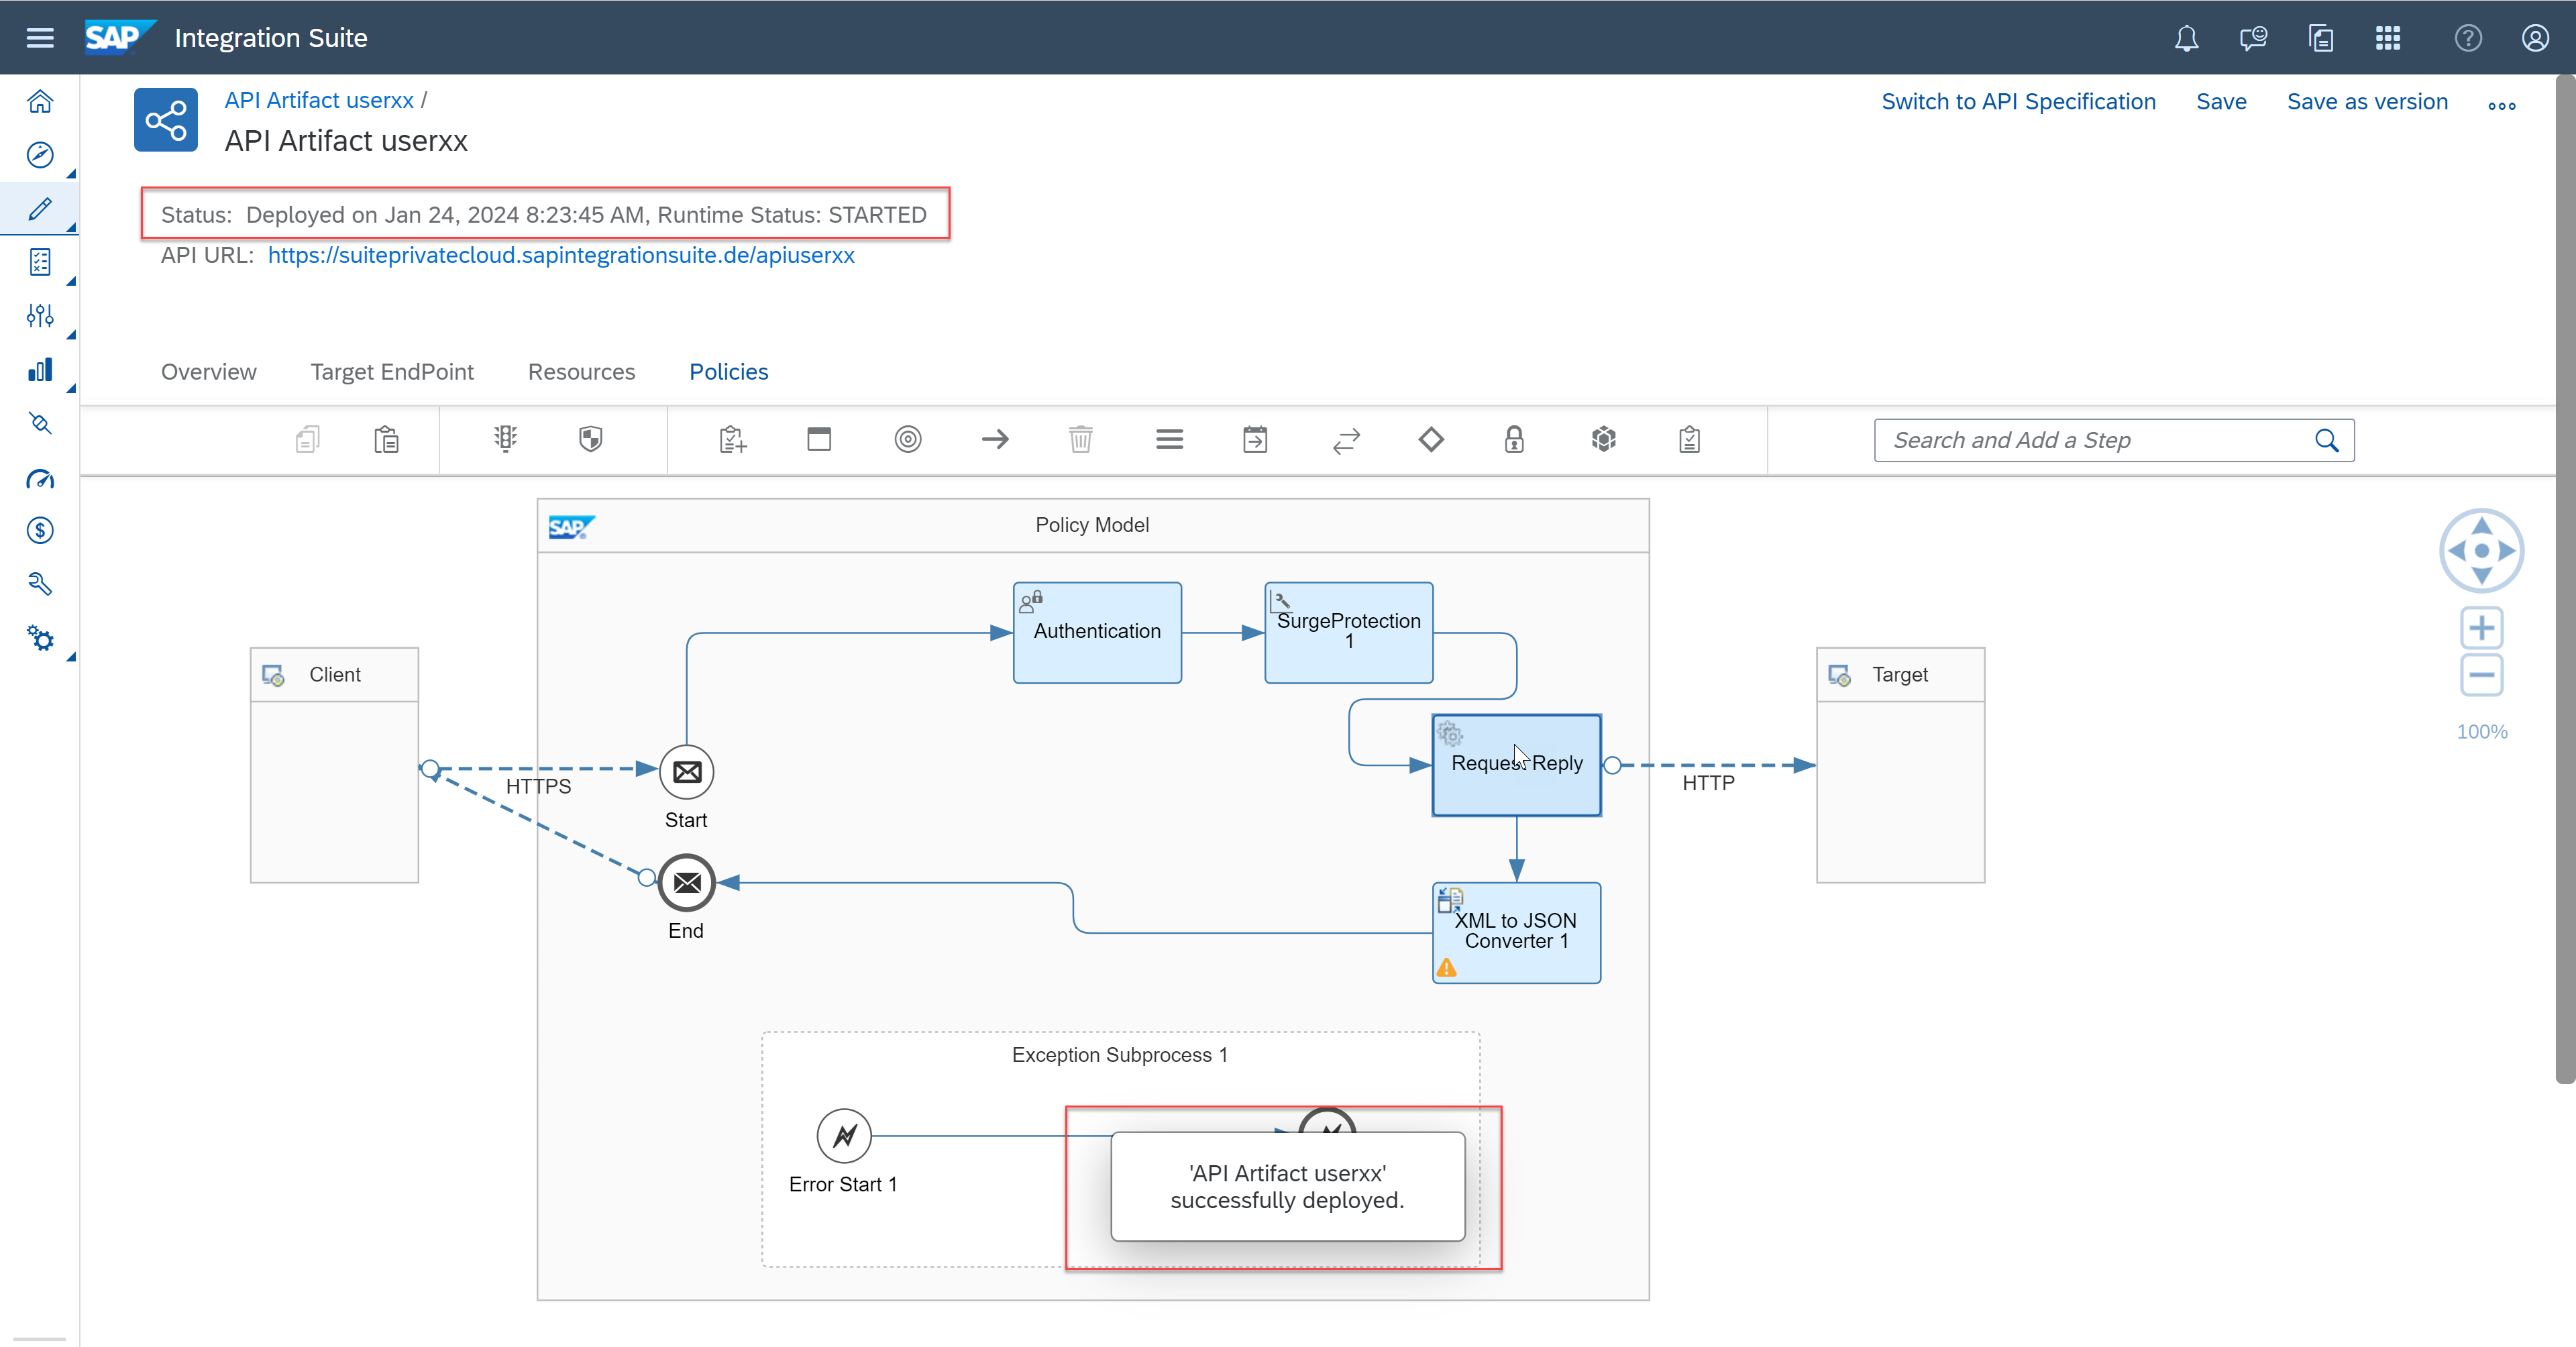 SAP Integration Suite
API Artifact userxx /
API Artifact userxx
Switch to API Specification Save Save as version
Status: Deployed on Jan 24, 2024 8:23:45 AM, Runtime Status: STARTED
API URL: https://suiteprivatecloud.sapintegrationsuite.de/apiuserxx
Overview Target EndPoint Resources Policies
Search and Add a Step
SAP Policy Model
Authentication
SurgeProtection
1
Client
Target
Request Reply
100%
HTTPS
HTTP
Start
End
XML to JSON
Converter 1
Exception Subprocess 1
Error Start 1
'API Artifact userxx'
successfully deployed.